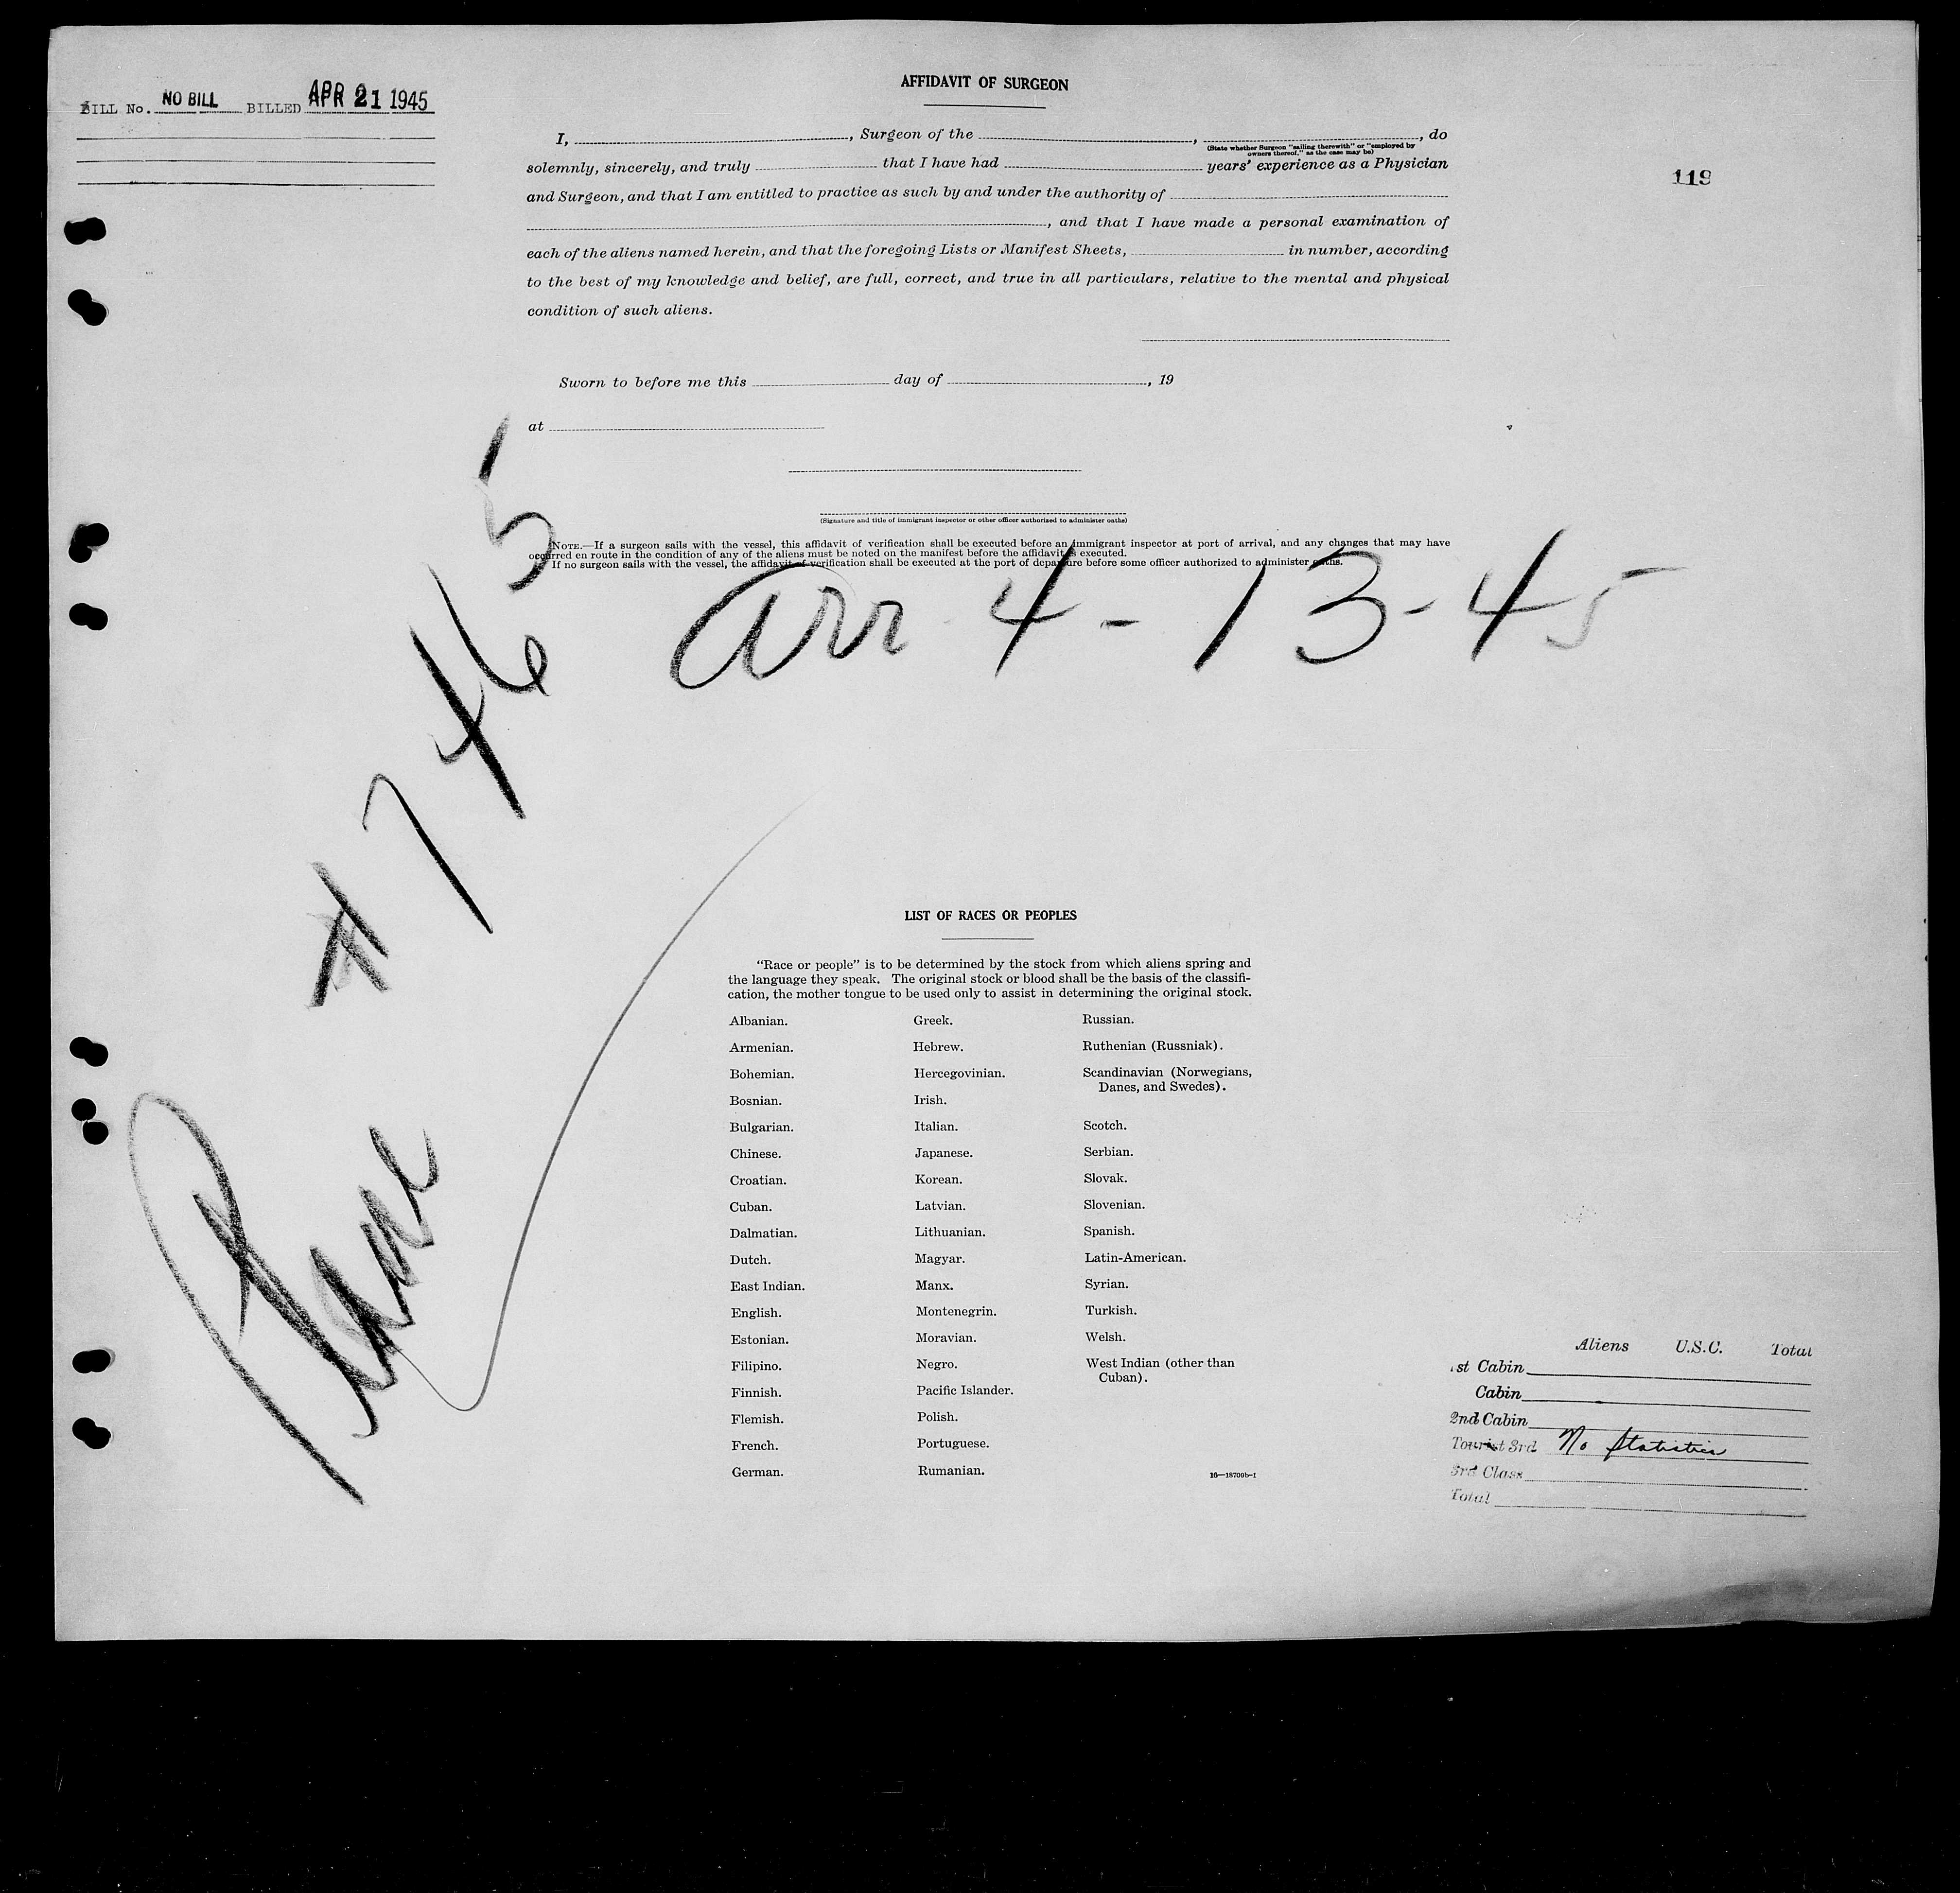 BILL No. NO BILL BILLED APR 21 1945
119
AFFIDAVIT OF SURGEON
I, , Surgeon of the , , do
(State whether Surgeon "sailing therewith" or "employed by
owners thereof," as the case may be)
solemnly, sincerely, and truly that I have had years' experience as a Physician
and Surgeon, and that I am entitled to practice as such by and under the authority of
, and that I have made a personal examination of
each of the aliens named herein, and that the foregoing Lists or Manifest Sheets, in number, according
to the best of my knowledge and belief, are full, correct, and true in all particulars, relative to the mental and physical
condition of such aliens.
Sworn to before me this day of , 19
at
(Signature and title of immigrant inspector or other officer authorized to administer oaths)
NOTE.—If a surgeon sails with the vessel, this affidavit of verification shall be executed before an immigrant inspector at port of arrival, and any changes that may have
occurred en route in the condition of any of the aliens must be noted on the manifest before the affidavit is executed.
If no surgeon sails with the vessel, the affidavit of verification shall be executed at the port of departure before some officer authorized to administer oaths.
arr 4-13-45
Plane # 7465
LIST OF RACES OR PEOPLES
"Race or people" is to be determined by the stock from which aliens spring and
the language they speak. The original stock or blood shall be the basis of the classifi-
cation, the mother tongue to be used only to assist in determining the original stock.
Albanian.
Armenian.
Bohemian.
Bosnian.
Bulgarian.
Chinese.
Croatian.
Cuban.
Dalmatian.
Dutch.
East Indian.
English.
Estonian.
Filipino.
Finnish.
Flemish.
French.
German.
Greek.
Hebrew.
Hercegovinian.
Irish.
Italian.
Japanese.
Korean.
Latvian.
Lithuanian.
Magyar.
Manx.
Montenegrin.
Moravian.
Negro.
Pacific Islander.
Polish.
Portuguese.
Rumanian.
Russian.
Ruthenian (Russniak).
Scandinavian (Norwegians,
Danes, and Swedes).
Scotch.
Serbian.
Slovak.
Slovenian.
Spanish.
Latin-American.
Syrian.
Turkish.
Welsh.
West Indian (other than
Cuban).
16—18709b-1
Aliens U.S.C. Total
1st Cabin
Cabin
2nd Cabin
Tourist 3rd No Statistics
3rd Class
Total